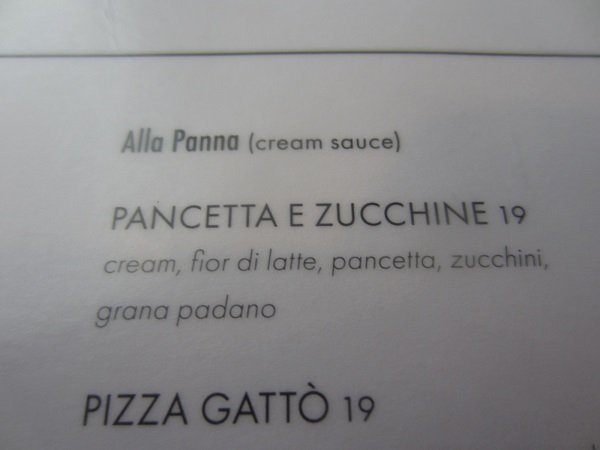 Alla Panna (cream sauce)
PANCETTA E ZUCCHINE 19
cream, fior di latte, pancetta, zucchini,
grana padano
PIZZA GATTÒ 19